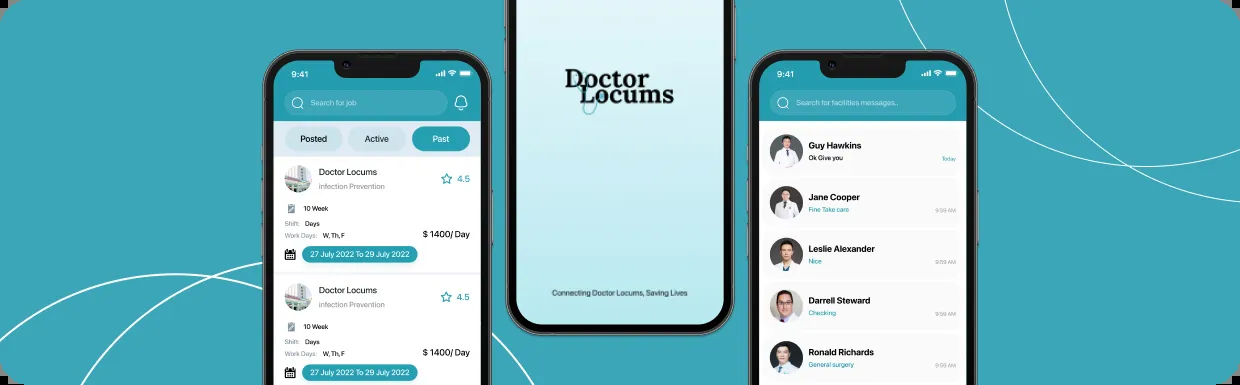 9:41
Search for job
Posted
Active
Past
Doctor Locums
infection Prevention
4.5
10 Week
Shift: Days
Work Days: W, Th, F
$ 1400/ Day
27 July 2022 To 29 July 2022
Doctor Locums
infection Prevention
4.5
10 Week
Shift: Days
Work Days: W, Th, F
$ 1400/ Day
27 July 2022 To 29 July 2022
Doctor
Locums
Connecting Doctor Locums, Saving Lives
9:41
Search for facilities messages..
Guy Hawkins
Ok Give you
Today
Jane Cooper
Fine Take care
9:59 AM
Leslie Alexander
Nice
9:59 AM
Darrell Steward
Checking
9:59 AM
Ronald Richards
General surgery
9:59 AM